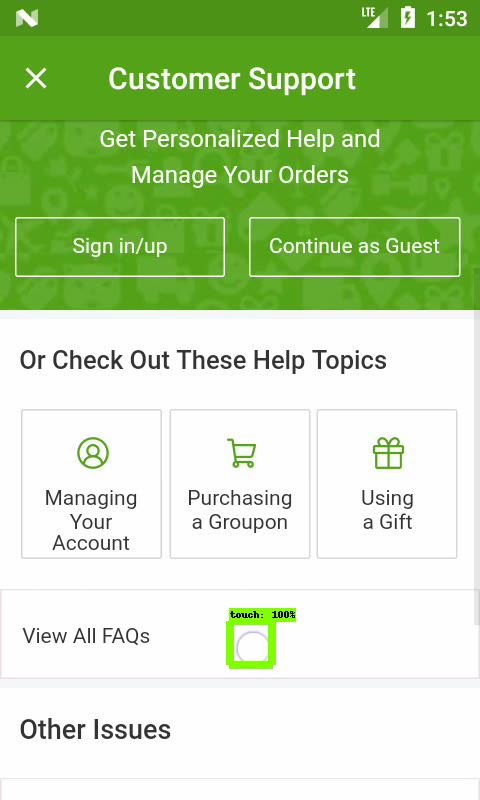 LTE 1:53
Customer Support
Get Personalized Help and
Manage Your Orders
Sign in/up Continue as Guest
Or Check Out These Help Topics
Managing
Your
Account
Purchasing
a Groupon
Using
a Gift
touch: 100%
View All FAQs
Other Issues